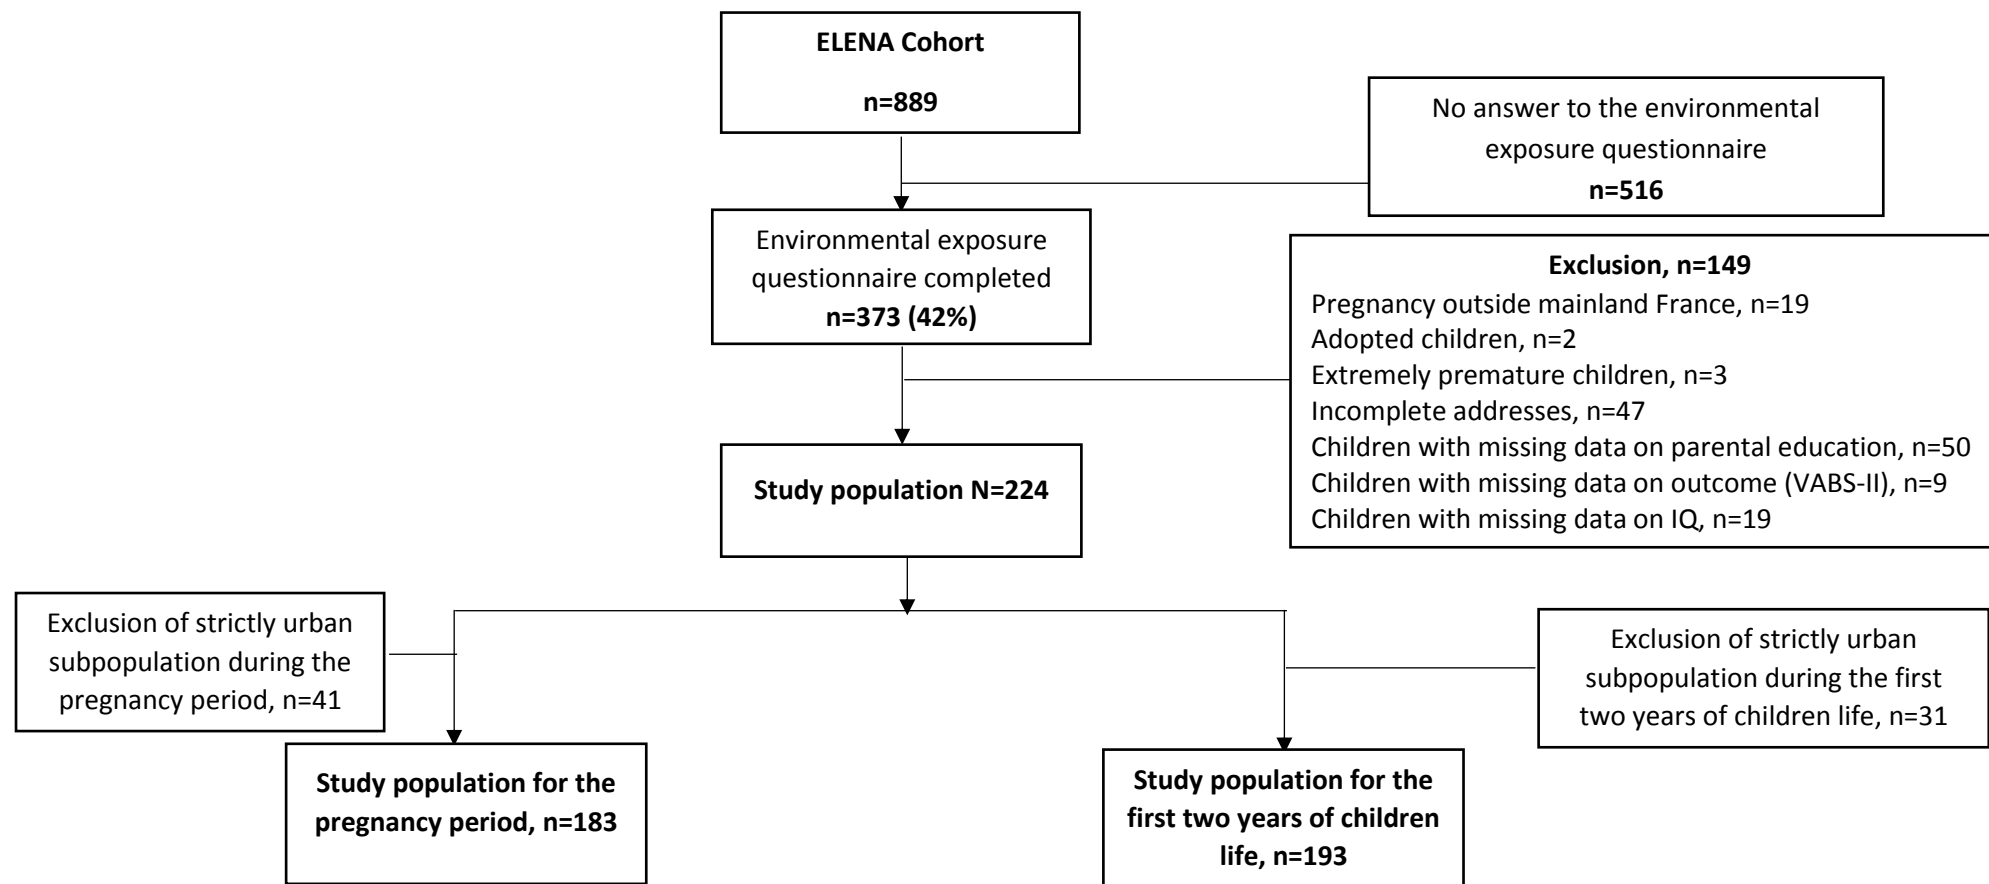 ELENA Cohort
n=889
No answer to the environmental
exposure questionnaire
n=516
Environmental exposure
questionnaire completed
n=373 (42%)
Exclusion, n=149
Pregnancy outside mainland France, n=19
Adopted children, n=2
Extremely premature children, n=3
Incomplete addresses, n=47
Children with missing data on parental education, n=50
Children with missing data on outcome (VABS-II), n=9
Children with missing data on IQ, n=19
Study population N=224
Exclusion of strictly urban
subpopulation during the
pregnancy period, n=41
Exclusion of strictly urban
subpopulation during the first
two years of children life, n=31
Study population for the
pregnancy period, n=183
Study population for the
first two years of children
life, n=193